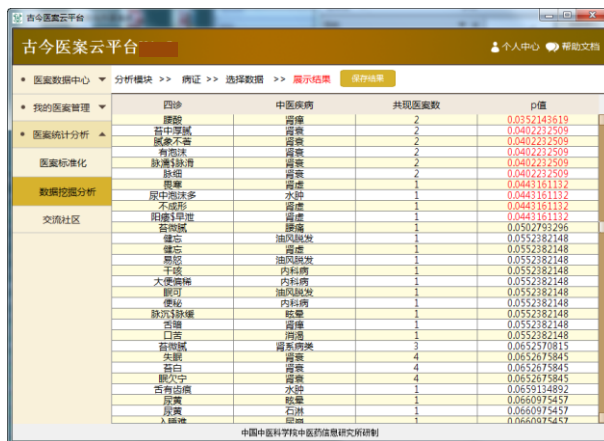 古今医案云平台
古今医案云平台
个人中心 帮助文档
医案数据中心
我的医案管理
医案统计分析
医案标准化
数据挖掘分析
交流社区
分析模块 >> 病证 >> 选择数据 >> 展示结果 保存结果
四诊 中医疾病 共现医案数 p值
腰酸 肾瘅 2 0.0352143619
苔中厚腻 肾衰 2 0.0402232509
腻象不著 肾衰 2 0.0402232509
有泡沫 肾衰 2 0.0402232509
脉濡$脉滑 肾衰 2 0.0402232509
脉细 肾衰 2 0.0402232509
畏寒 肾虚 1 0.0443161132
尿中泡沫多 水肿 1 0.0443161132
不成形 肾虚 1 0.0443161132
阳痿$早泄 肾虚 1 0.0443161132
苔微腻 腰痛 1 0.0502793296
健忘 油风脱发 1 0.0552382148
健忘 肾虚 1 0.0552382148
易怒 油风脱发 1 0.0552382148
干咳 内科病 1 0.0552382148
大便偏稀 内科病 1 0.0552382148
眠可 油风脱发 1 0.0552382148
便秘 内科病 1 0.0552382148
脉沉$脉缓 眩晕 1 0.0552382148
舌暗 肾瘅 1 0.0552382148
口苦 消渴 1 0.0552382148
苔微腻 肾系病类 3 0.0652570815
失眠 肾衰 4 0.0652675845
苔白 肾衰 4 0.0652675845
眠欠宁 肾衰 4 0.0652675845
舌有齿痕 水肿 1 0.0659134892
尿黄 眩晕 1 0.0660975457
尿黄 石淋 1 0.0660975457
入睡难 1 0.0660975457
中国中医科学院中医药信息研究所研制